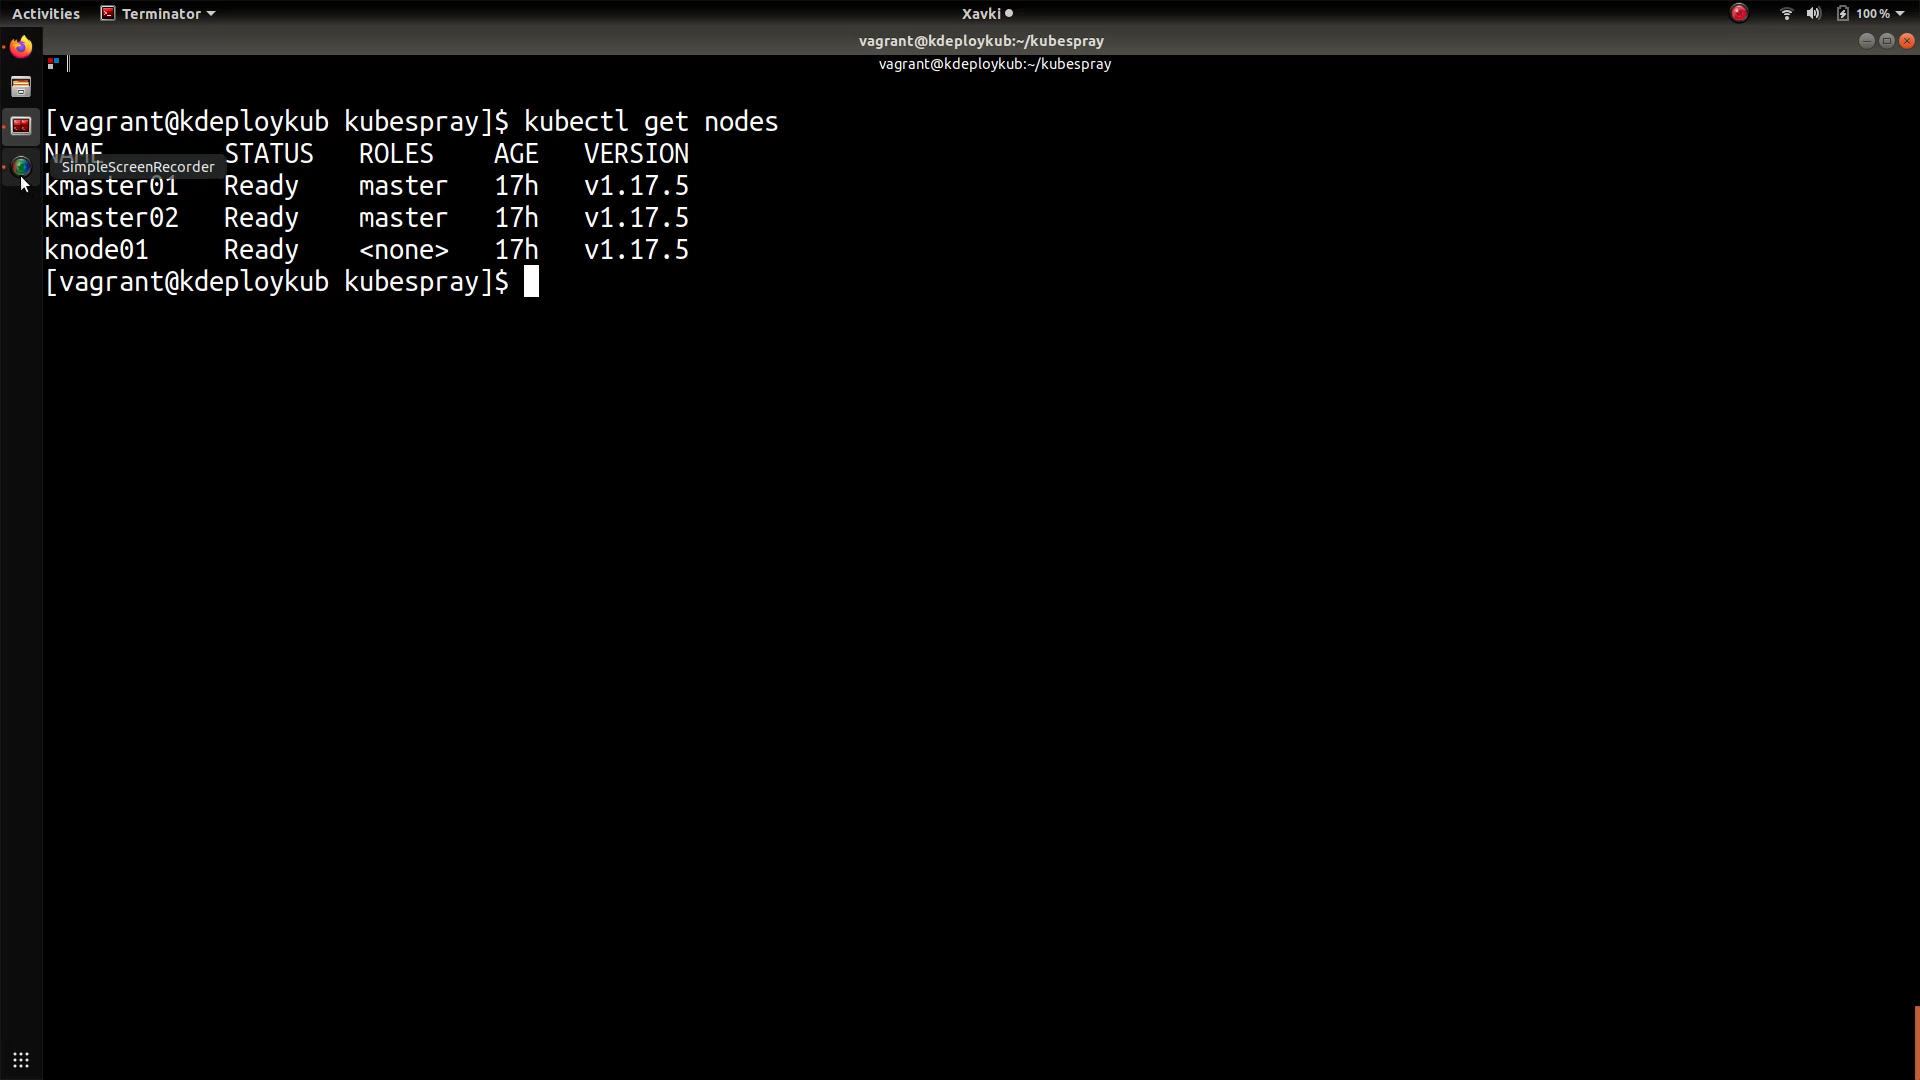 Activities Terminator Xavki 100 %
vagrant@kdeploykub:~/kubespray
vagrant@kdeploykub:~/kubespray
[vagrant@kdeploykub kubespray]$ kubectl get nodes
NAME STATUS ROLES AGE VERSION
SimpleScreenRecorder
kmaster01 Ready master 17h v1.17.5
kmaster02 Ready master 17h v1.17.5
knode01 Ready <none> 17h v1.17.5
[vagrant@kdeploykub kubespray]$